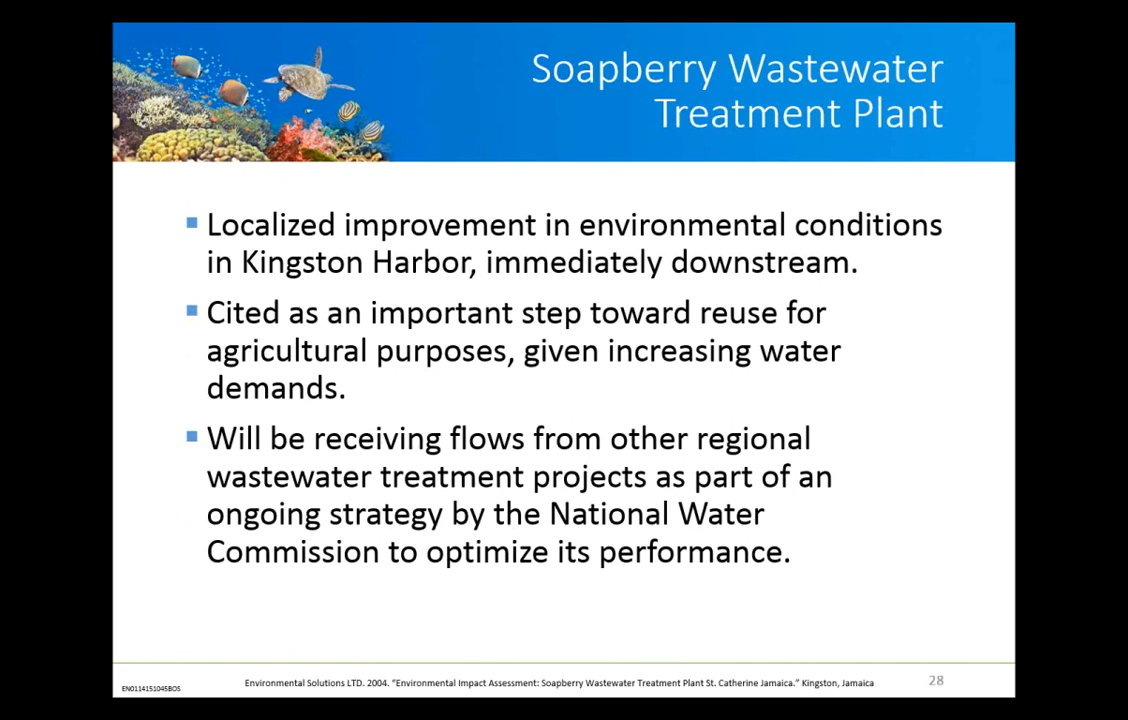 Soapberry Wastewater
Treatment Plant
Localized improvement in environmental conditions
in Kingston Harbor, immediately downstream.
Cited as an important step toward reuse for
agricultural purposes, given increasing water
demands.
Will be receiving flows from other regional
wastewater treatment projects as part of an
ongoing strategy by the National Water
Commission to optimize its performance.
EN0114151045BOS
Environmental Solutions LTD. 2004. "Environmental Impact Assessment: Soapberry Wastewater Treatment Plant St. Catherine Jamaica." Kingston, Jamaica
28